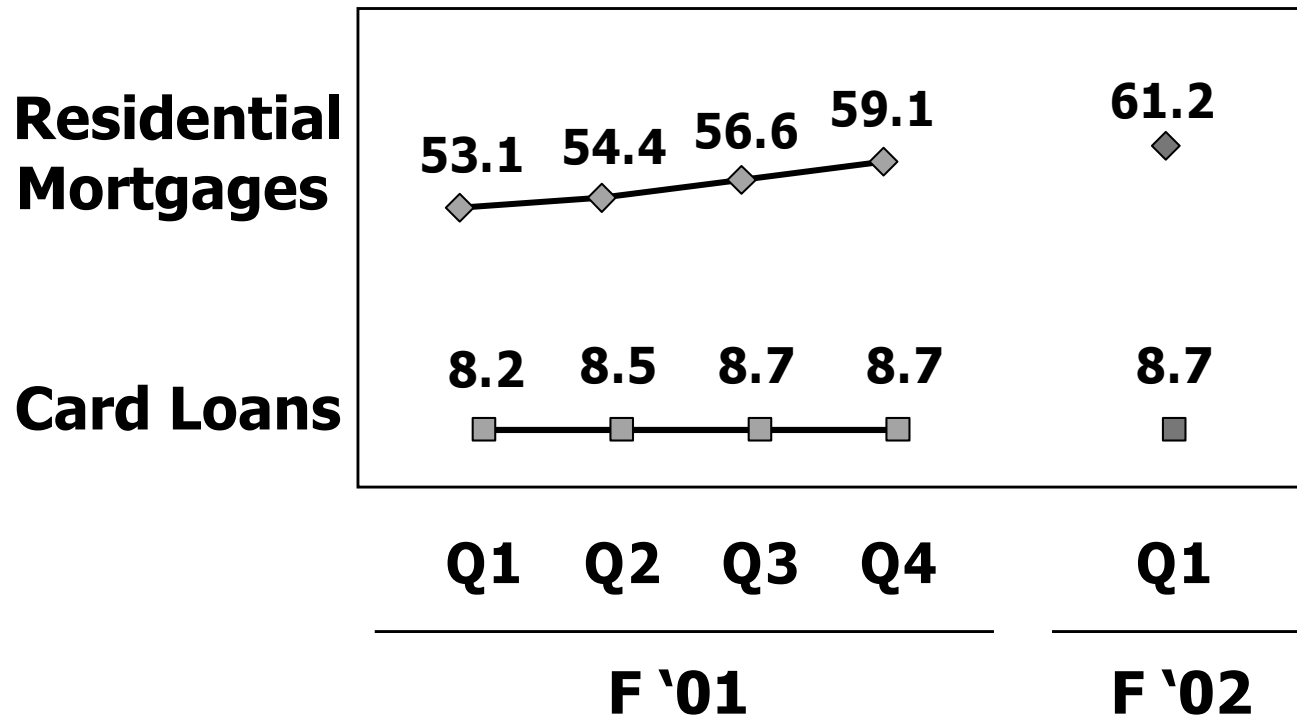 Residential
Mortgages
53.1 54.4 56.6 59.1 61.2
Card Loans
8.2 8.5 8.7 8.7 8.7
Q1 Q2 Q3 Q4 Q1
F ‘01 F ‘02